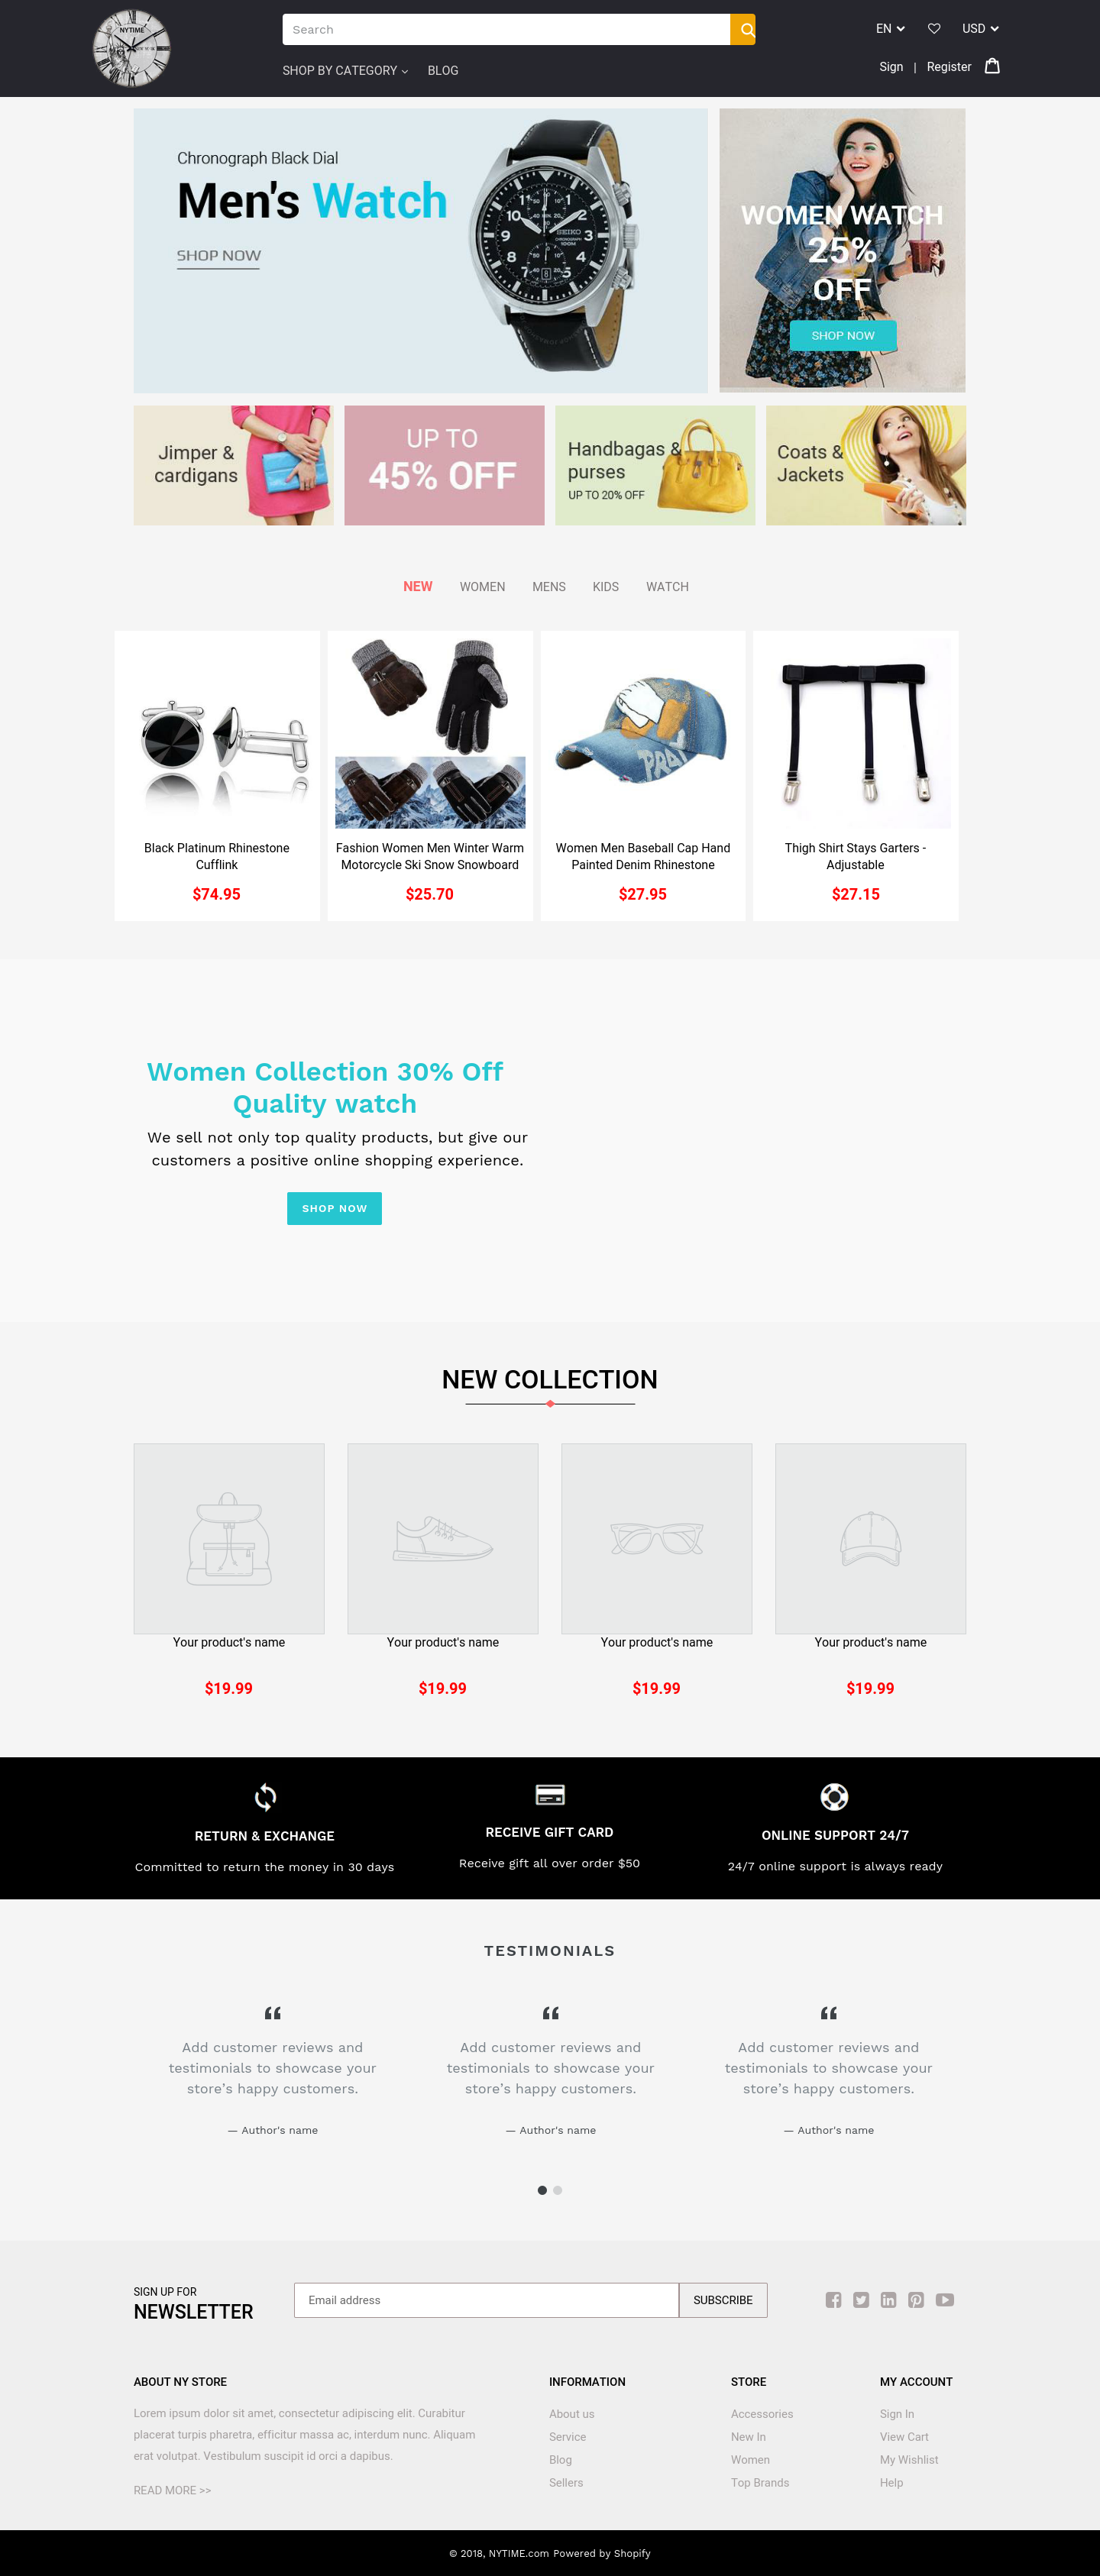 NYTIME
Search
EN
USD
SHOP BY CATEGORY
BLOG
Sign | Register
Chronograph Black Dial
Men's Watch
SHOP NOW
SEIKO
CHRONOGRAPH
100M
WOMEN WATCH
25%
OFF
SHOP NOW
Jimper &
cardigans
UP TO
45% OFF
Handbagas &
purses
UP TO 20% OFF
Coats &
Jackets
NEW WOMEN MENS KIDS WATCH
Black Platinum Rhinestone
Cufflink
$74.95
Fashion Women Men Winter Warm
Motorcycle Ski Snow Snowboard
$25.70
Women Men Baseball Cap Hand
Painted Denim Rhinestone
$27.95
Thigh Shirt Stays Garters -
Adjustable
$27.15
Women Collection 30% Off
Quality watch
We sell not only top quality products, but give our
customers a positive online shopping experience.
SHOP NOW
NEW COLLECTION
Your product's name
$19.99
Your product's name
$19.99
Your product's name
$19.99
Your product's name
$19.99
RETURN & EXCHANGE
Committed to return the money in 30 days
RECEIVE GIFT CARD
Receive gift all over order $50
ONLINE SUPPORT 24/7
24/7 online support is always ready
TESTIMONIALS
“
Add customer reviews and
testimonials to showcase your
store’s happy customers.
— Author's name
“
Add customer reviews and
testimonials to showcase your
store’s happy customers.
— Author's name
“
Add customer reviews and
testimonials to showcase your
store’s happy customers.
— Author's name
SIGN UP FOR
NEWSLETTER
Email address
SUBSCRIBE
ABOUT NY STORE
Lorem ipsum dolor sit amet, consectetur adipiscing elit. Curabitur
placerat turpis pharetra, efficitur massa ac, interdum nunc. Aliquam
erat volutpat. Vestibulum suscipit id orci a dapibus.
READ MORE >>
INFORMATION
About us
Service
Blog
Sellers
STORE
Accessories
New In
Women
Top Brands
MY ACCOUNT
Sign In
View Cart
My Wishlist
Help
© 2018, NYTIME.com Powered by Shopify